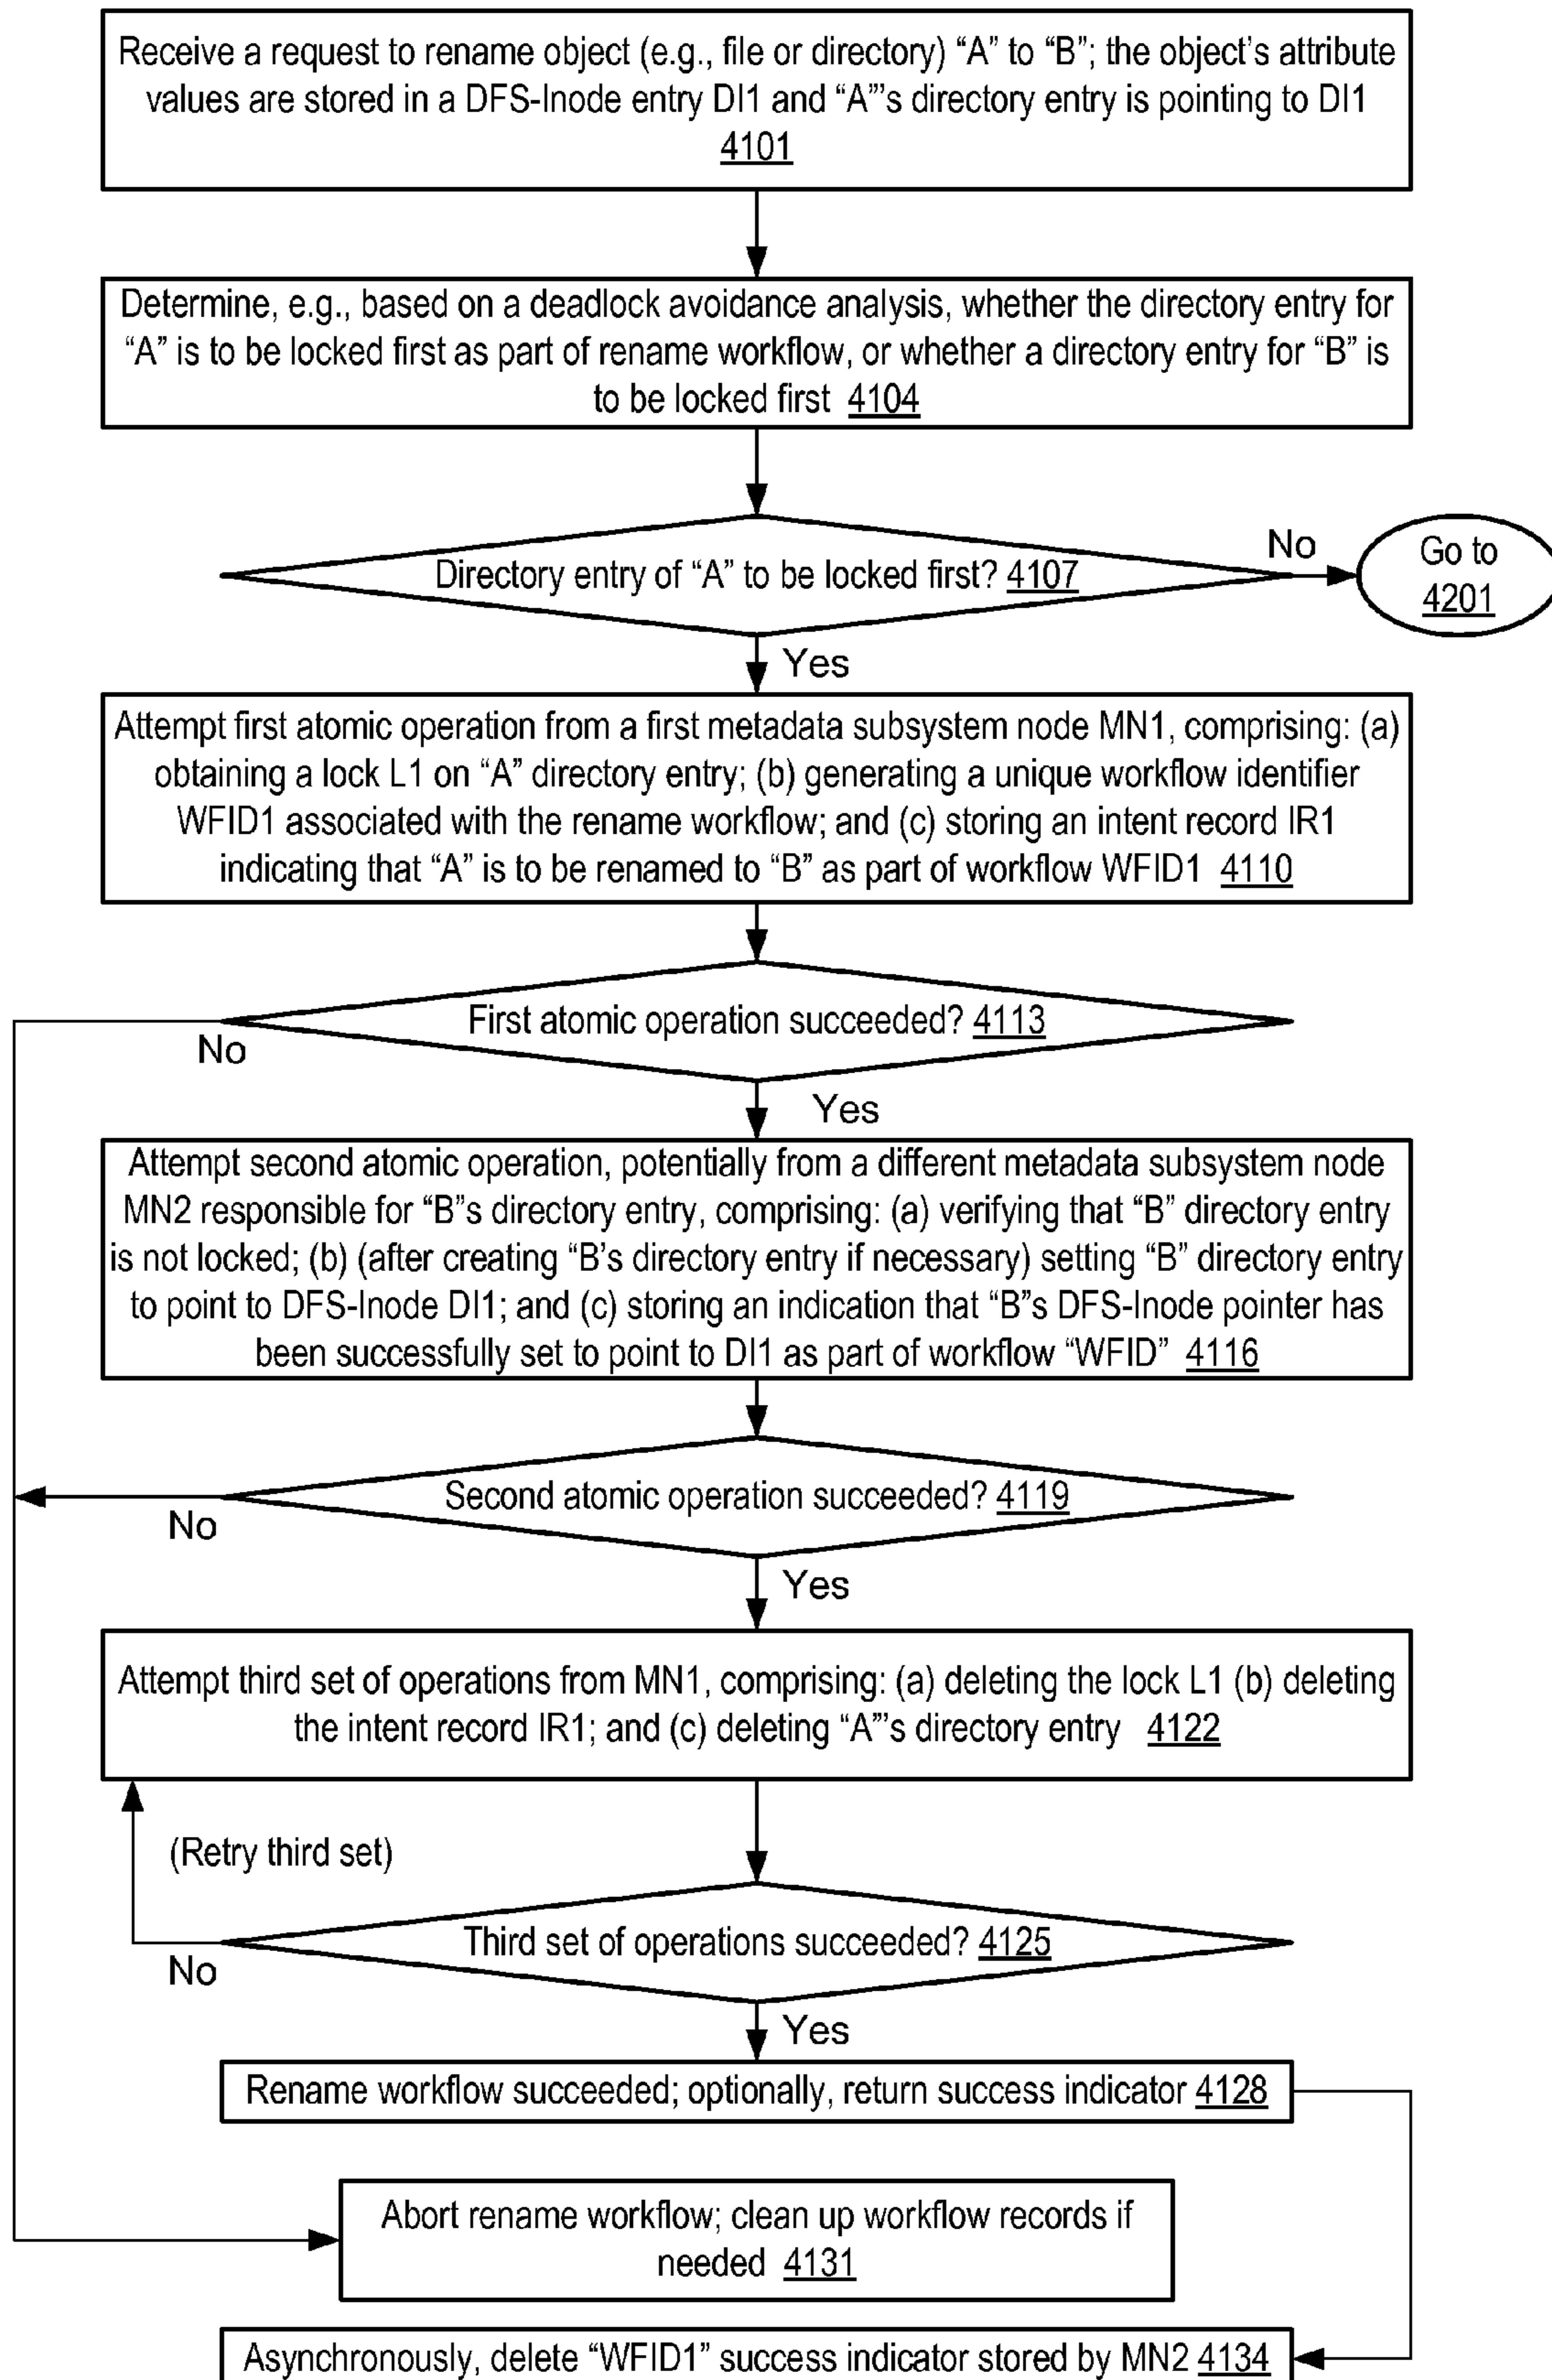 Receive a request to rename object (e.g., file or directory) “A” to “B”; the object’s attribute
values are stored in a DFS-Inode entry DI1 and “A”’s directory entry is pointing to DI1
4101
Determine, e.g., based on a deadlock avoidance analysis, whether the directory entry for
“A” is to be locked first as part of rename workflow, or whether a directory entry for “B” is
to be locked first 4104
Directory entry of “A” to be locked first? 4107
No
Go to
4201
Yes
Attempt first atomic operation from a first metadata subsystem node MN1, comprising: (a)
obtaining a lock L1 on “A” directory entry; (b) generating a unique workflow identifier
WFID1 associated with the rename workflow; and (c) storing an intent record IR1
indicating that “A” is to be renamed to “B” as part of workflow WFID1 4110
First atomic operation succeeded? 4113
No
Yes
Attempt second atomic operation, potentially from a different metadata subsystem node
MN2 responsible for “B”s directory entry, comprising: (a) verifying that “B” directory entry
is not locked; (b) (after creating “B’s directory entry if necessary) setting “B” directory entry
to point to DFS-Inode DI1; and (c) storing an indication that “B”s DFS-Inode pointer has
been successfully set to point to DI1 as part of workflow “WFID” 4116
Second atomic operation succeeded? 4119
No
Yes
Attempt third set of operations from MN1, comprising: (a) deleting the lock L1 (b) deleting
the intent record IR1; and (c) deleting “A”’s directory entry 4122
(Retry third set)
Third set of operations succeeded? 4125
No
Yes
Rename workflow succeeded; optionally, return success indicator 4128
Abort rename workflow; clean up workflow records if
needed 4131
Asynchronously, delete “WFID1” success indicator stored by MN2 4134